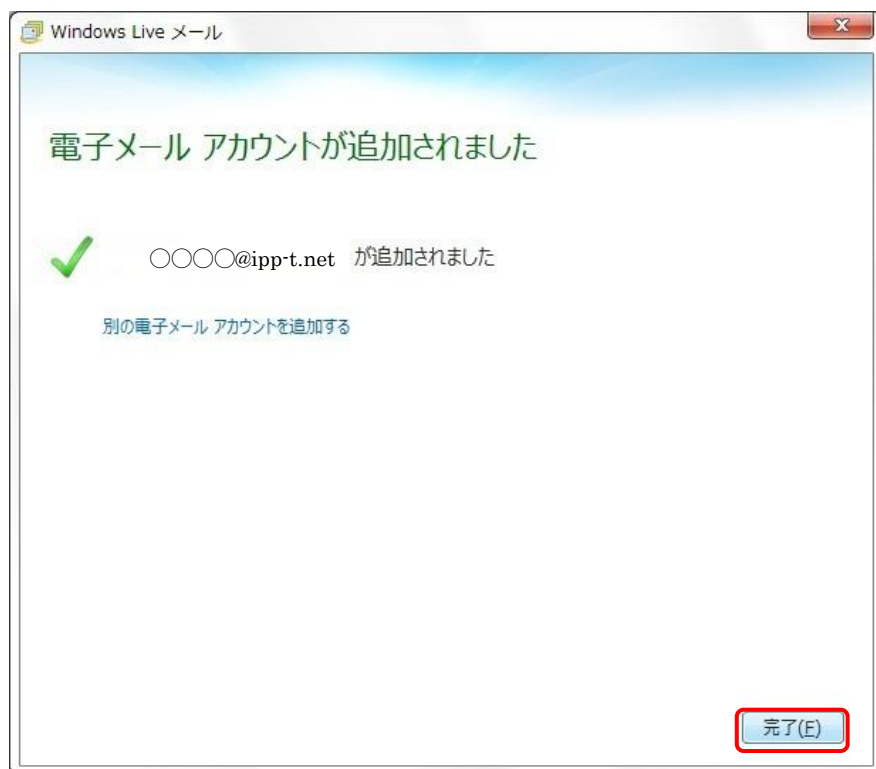 Windows Live メール
電子メール アカウントが追加されました
〇〇〇〇@ipp-t.net が追加されました
別の電子メール アカウントを追加する
完了(F)